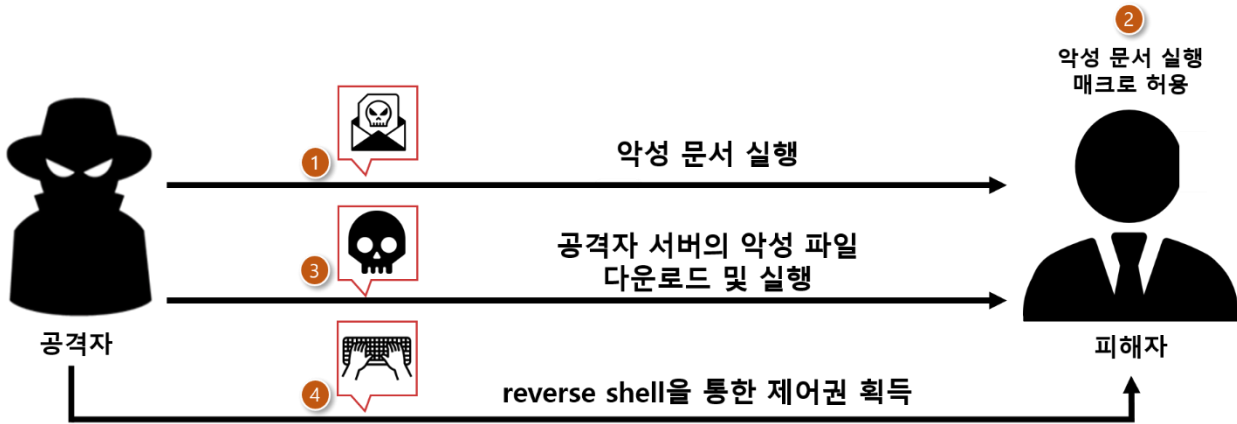 2
악성 문서 실행
매크로 허용
1
악성 문서 실행
3
공격자 서버의 악성 파일
다운로드 및 실행
공격자
피해자
4
reverse shell을 통한 제어권 획득